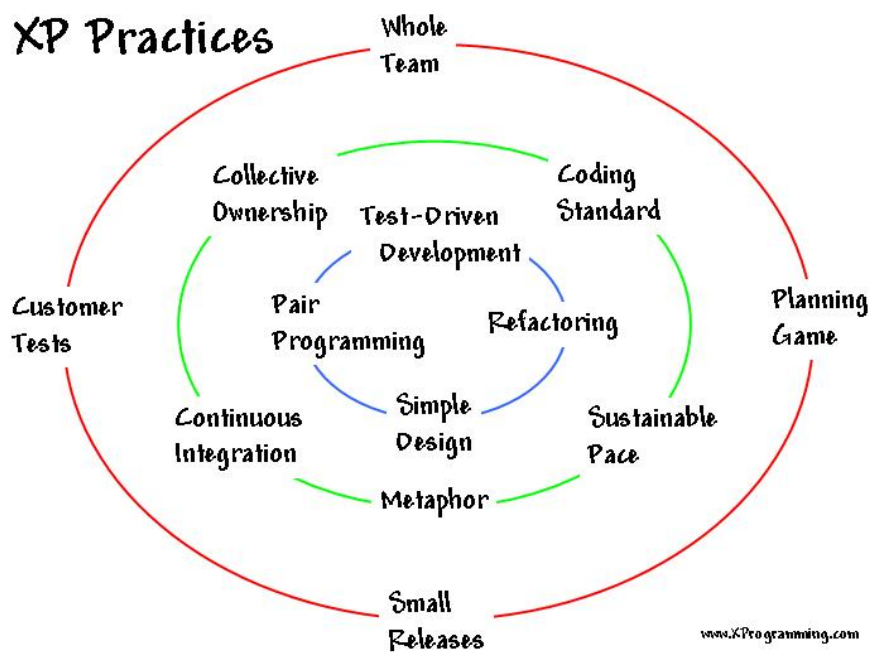 XP Practices
Whole
Team
Collective
Ownership
Coding
Standard
Test-Driven
Development
Customer
Tests
Pair
Programming
Refactoring
Planning
Game
Continuous
Integration
Simple
Design
Sustainable
Pace
Metaphor
Small
Releases
www.XProgramming.com